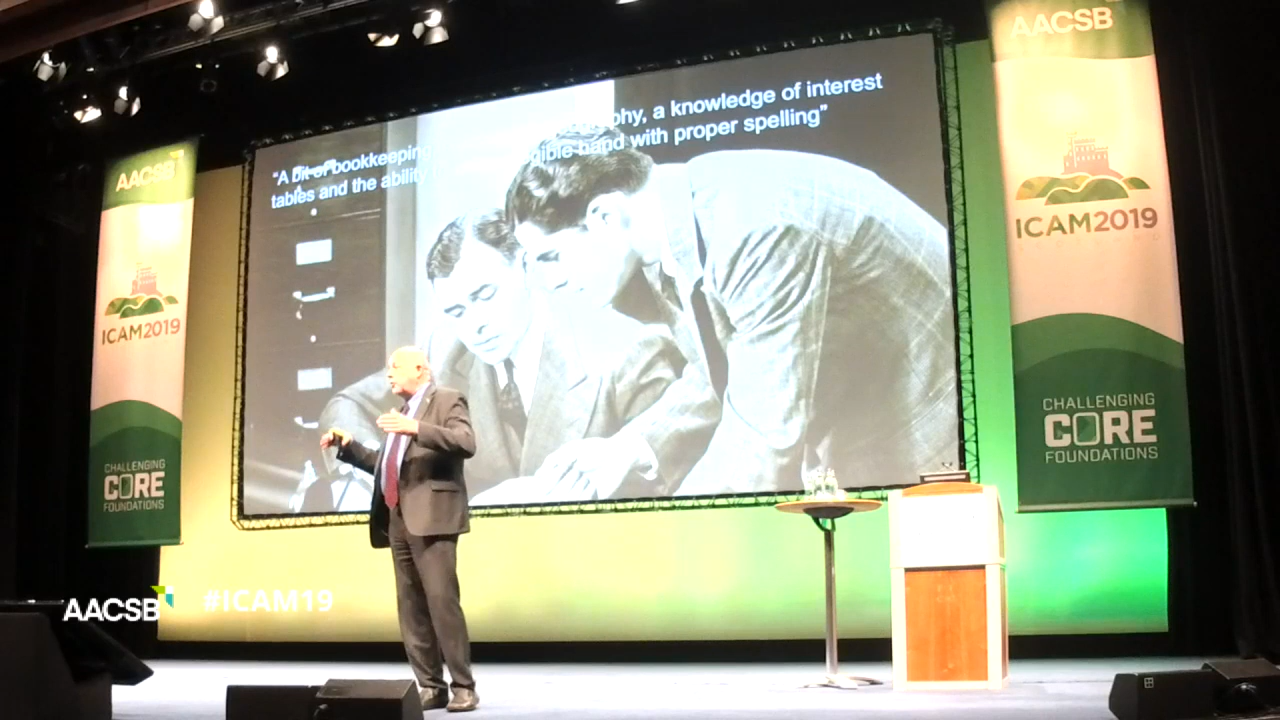 AACSB
ICAM2019
CHALLENGING
CORE
FOUNDATIONS
"A bit of bookkeeping phy, a knowledge of interest
tables and the ability gible hand with proper spelling"
AACSB
ICAM2019
CHALLENGING
CORE
FOUNDATIONS
AACSB #ICAM19